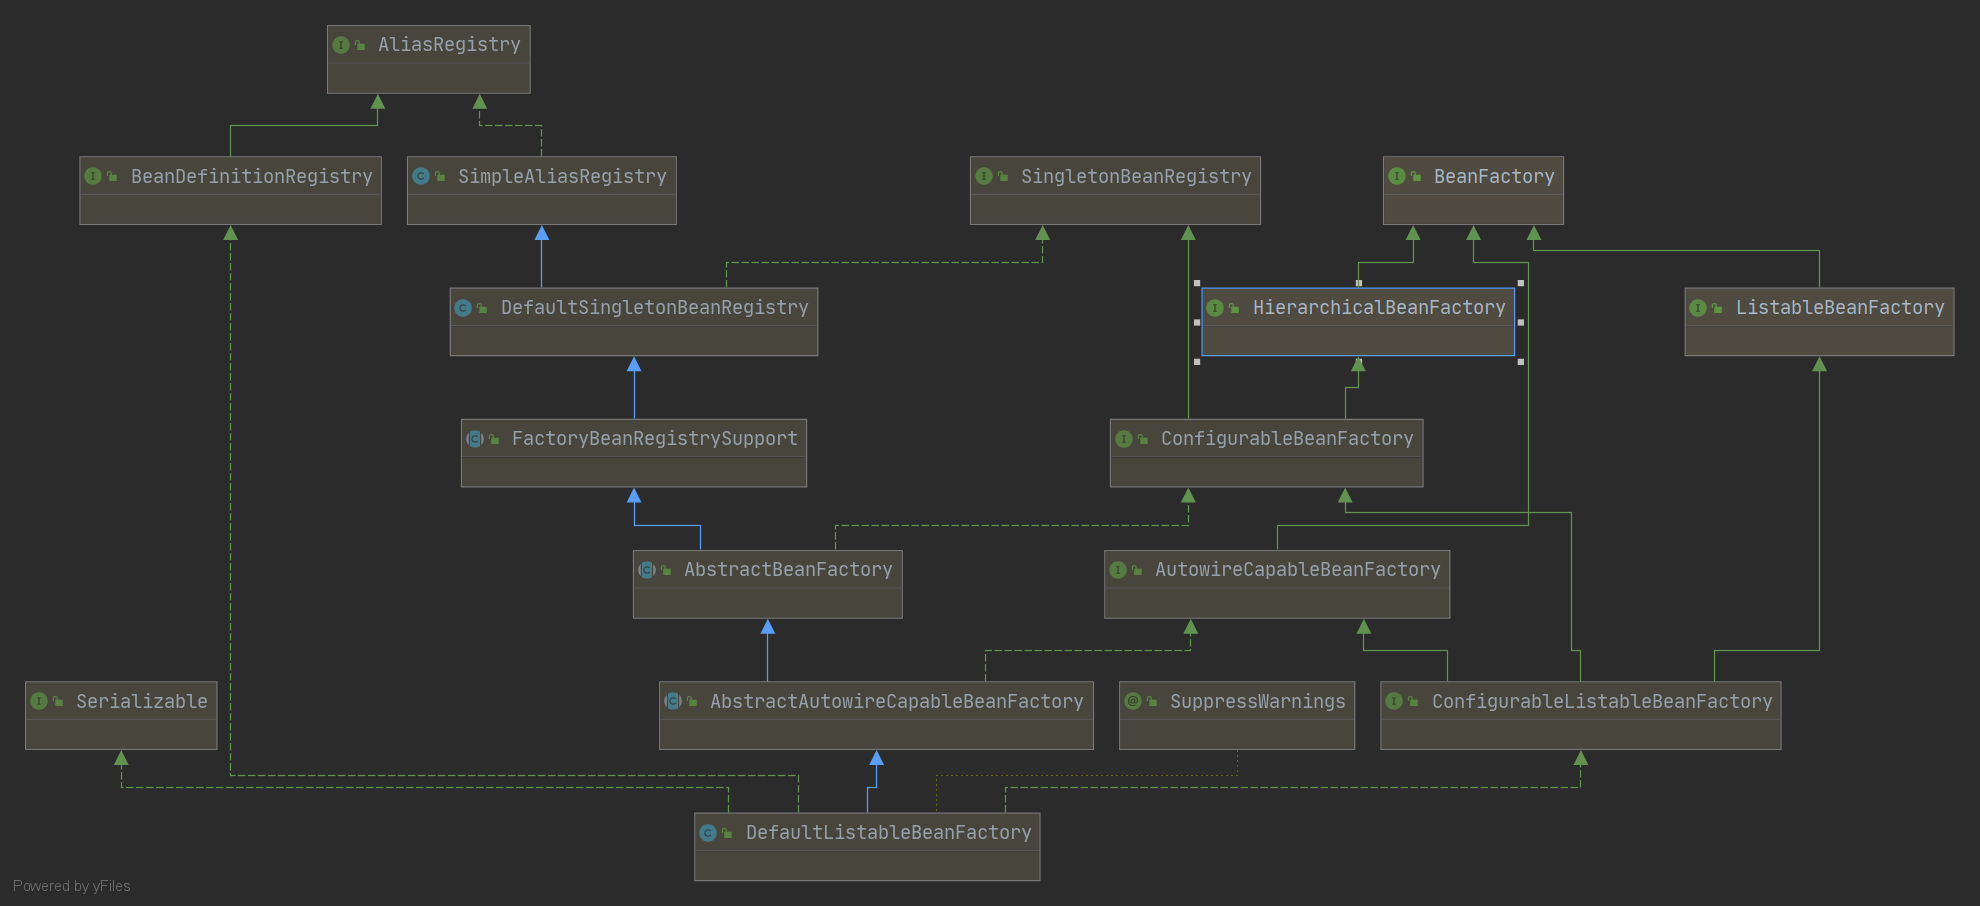 AliasRegistry
BeanDefinitionRegistry
SimpleAliasRegistry
SingletonBeanRegistry
BeanFactory
DefaultSingletonBeanRegistry
HierarchicalBeanFactory
ListableBeanFactory
FactoryBeanRegistrySupport
ConfigurableBeanFactory
AbstractBeanFactory
AutowireCapableBeanFactory
Serializable
AbstractAutowireCapableBeanFactory
SuppressWarnings
ConfigurableListableBeanFactory
DefaultListableBeanFactory
Powered by yFiles